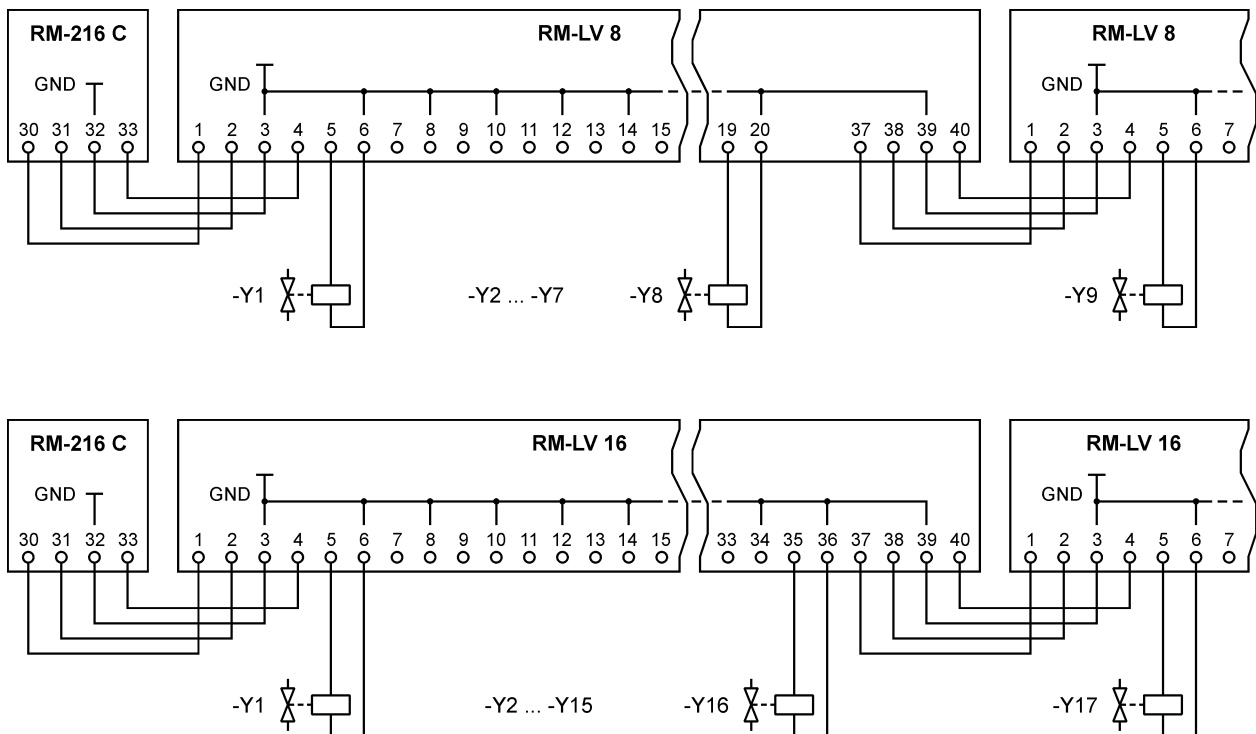 RM-216 C RM-LV 8 RM-LV 8
GND GND GND
30 31 32 33 1 2 3 4 5 6 7 8 9 10 11 12 13 14 15 19 20 37 38 39 40 1 2 3 4 5 6 7
-Y1 -Y2 ... -Y7 -Y8 -Y9
RM-216 C RM-LV 16 RM-LV 16
GND GND GND
30 31 32 33 1 2 3 4 5 6 7 8 9 10 11 12 13 14 15 33 34 35 36 37 38 39 40 1 2 3 4 5 6 7
-Y1 -Y2 ... -Y15 -Y16 -Y17